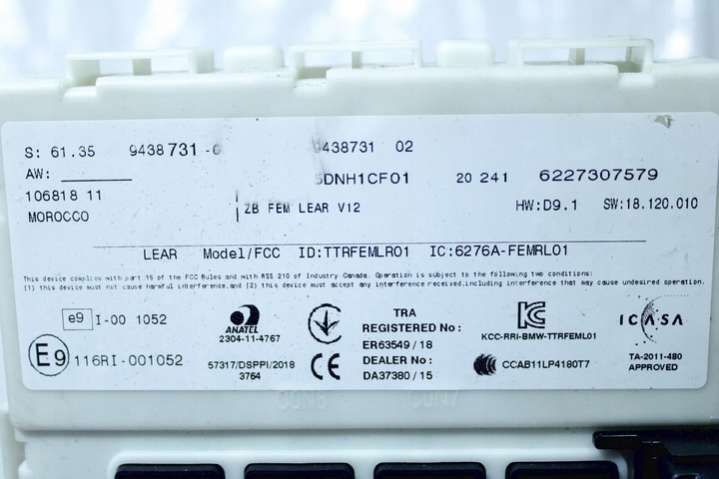 S: 61.35 9438 731 438731 02
AW:
DNH1CF01 20 241 6227307579
106818 11
MOROCCO
ZB FEM LEAR V12 HW:D9.1 SW:18.120.010
LEAR Model/FCC ID:TTRFEMLR01 IC:6276A-FEMRL01
This device complies with part 15 of the FCC Rules and with RSS 210 of Industry Canada. Operation is subject to the following two conditions:
(1) this device must not cause harmful interference,and (2) this device must accept any interference received,including interference that may cause undesired operation.
e9 I-00 1052
E9 116RI-001052
ANATEL
2304-11-4767
57317/DSPPI/2018
3764
CE
TRA
REGISTERED No :
ER63549 / 18
DEALER No :
DA37380 / 15
KC
KCC-RRI-BMW-TTRFEML01
CCAB11LP4180T7
ICASA
TA-2011-480
APPROVED